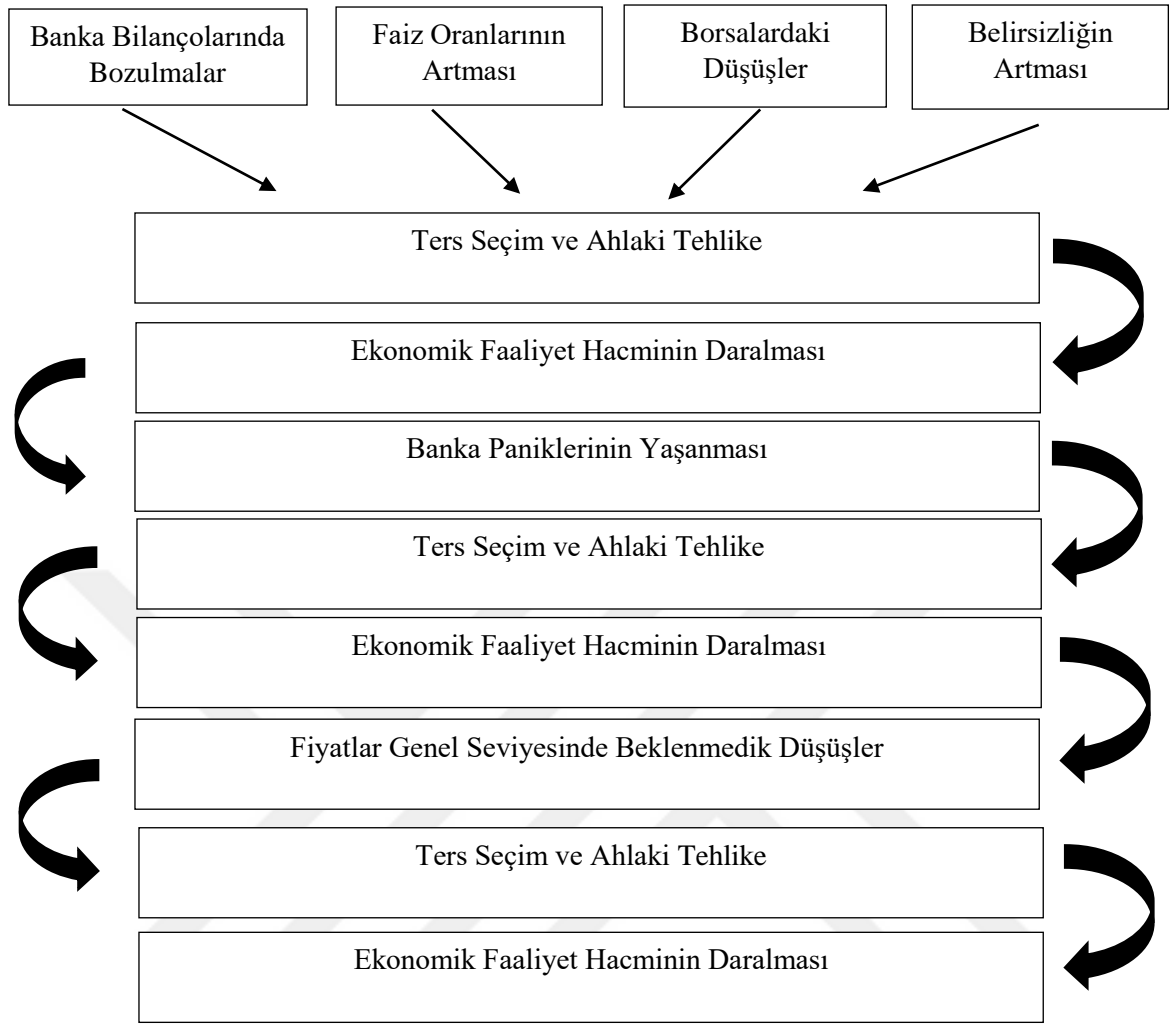 Banka Bilançolarında
Bozulmalar
Faiz Oranlarının
Artması
Borsalardaki
Düşüşler
Belirsizliğin
Artması
Ters Seçim ve Ahlaki Tehlike
Ekonomik Faaliyet Hacminin Daralması
Banka Paniklerinin Yaşanması
Ters Seçim ve Ahlaki Tehlike
Ekonomik Faaliyet Hacminin Daralması
Fiyatlar Genel Seviyesinde Beklenmedik Düşüşler
Ters Seçim ve Ahlaki Tehlike
Ekonomik Faaliyet Hacminin Daralması